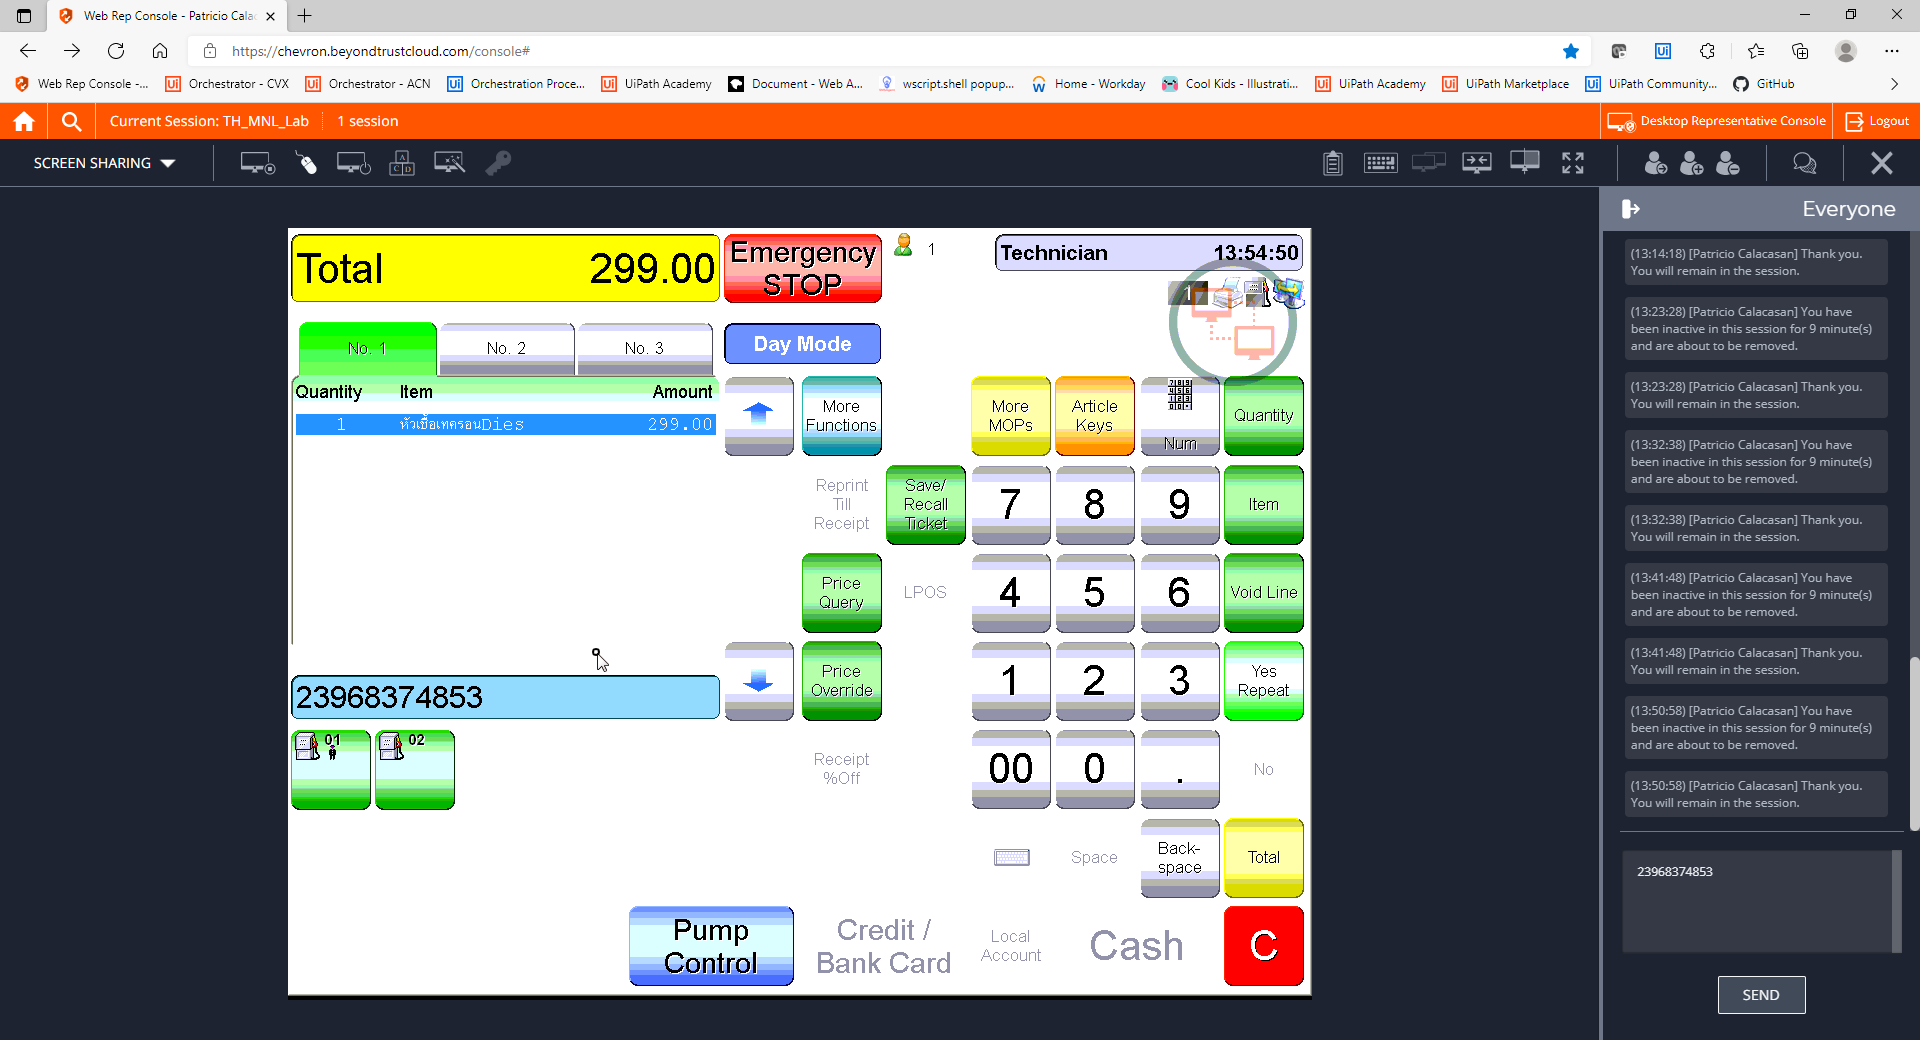 Web Rep Console - Patricio Cala
https://chevron.beyondtrustcloud.com/console#
Web Rep Console -...
Orchestrator - CVX
Orchestrator - ACN
Orchestration Proce...
UiPath Academy
Document - Web A...
wscript.shell popup...
Home - Workday
Cool Kids - Illustrati...
UiPath Academy
UiPath Marketplace
UiPath Community...
GitHub
Current Session: TH_MNL_Lab
1 session
Desktop Representative Console
Logout
SCREEN SHARING
Everyone
Total 299.00
Emergency
STOP
1
Technician 13:54:50
1
No. 1
No. 2
No. 3
Day Mode
Quantity Item Amount
1 หัวเชื้อเทครอนDies 299.00
More
Functions
More
MOPs
Article
Keys
Num
Quantity
Reprint
Till
Receipt
Save/
Recall
Ticket
7
8
9
Item
Price
Query
LPOS
4
5
6
Void Line
23968374853
Price
Override
1
2
3
Yes
Repeat
01
02
Receipt
%Off
00
0
.
No
Space
Back-
space
Total
Pump
Control
Credit /
Bank Card
Local
Account
Cash
C
(13:14:18) [Patricio Calacasan] Thank you.
You will remain in the session.
(13:23:28) [Patricio Calacasan] You have
been inactive in this session for 9 minute(s)
and are about to be removed.
(13:23:28) [Patricio Calacasan] Thank you.
You will remain in the session.
(13:32:38) [Patricio Calacasan] You have
been inactive in this session for 9 minute(s)
and are about to be removed.
(13:32:38) [Patricio Calacasan] Thank you.
You will remain in the session.
(13:41:48) [Patricio Calacasan] You have
been inactive in this session for 9 minute(s)
and are about to be removed.
(13:41:48) [Patricio Calacasan] Thank you.
You will remain in the session.
(13:50:58) [Patricio Calacasan] You have
been inactive in this session for 9 minute(s)
and are about to be removed.
(13:50:58) [Patricio Calacasan] Thank you.
You will remain in the session.
23968374853
SEND